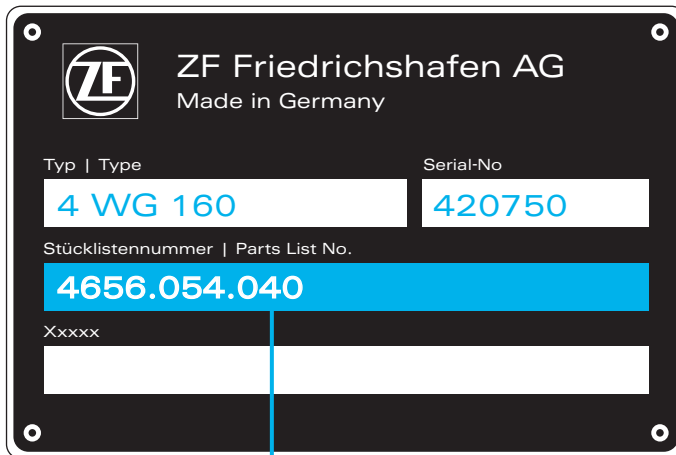 ZF
ZF Friedrichshafen AG
Made in Germany
Typ | Type
Serial-No
4 WG 160
420750
Stücklistennummer | Parts List No.
4656.054.040
Xxxxx